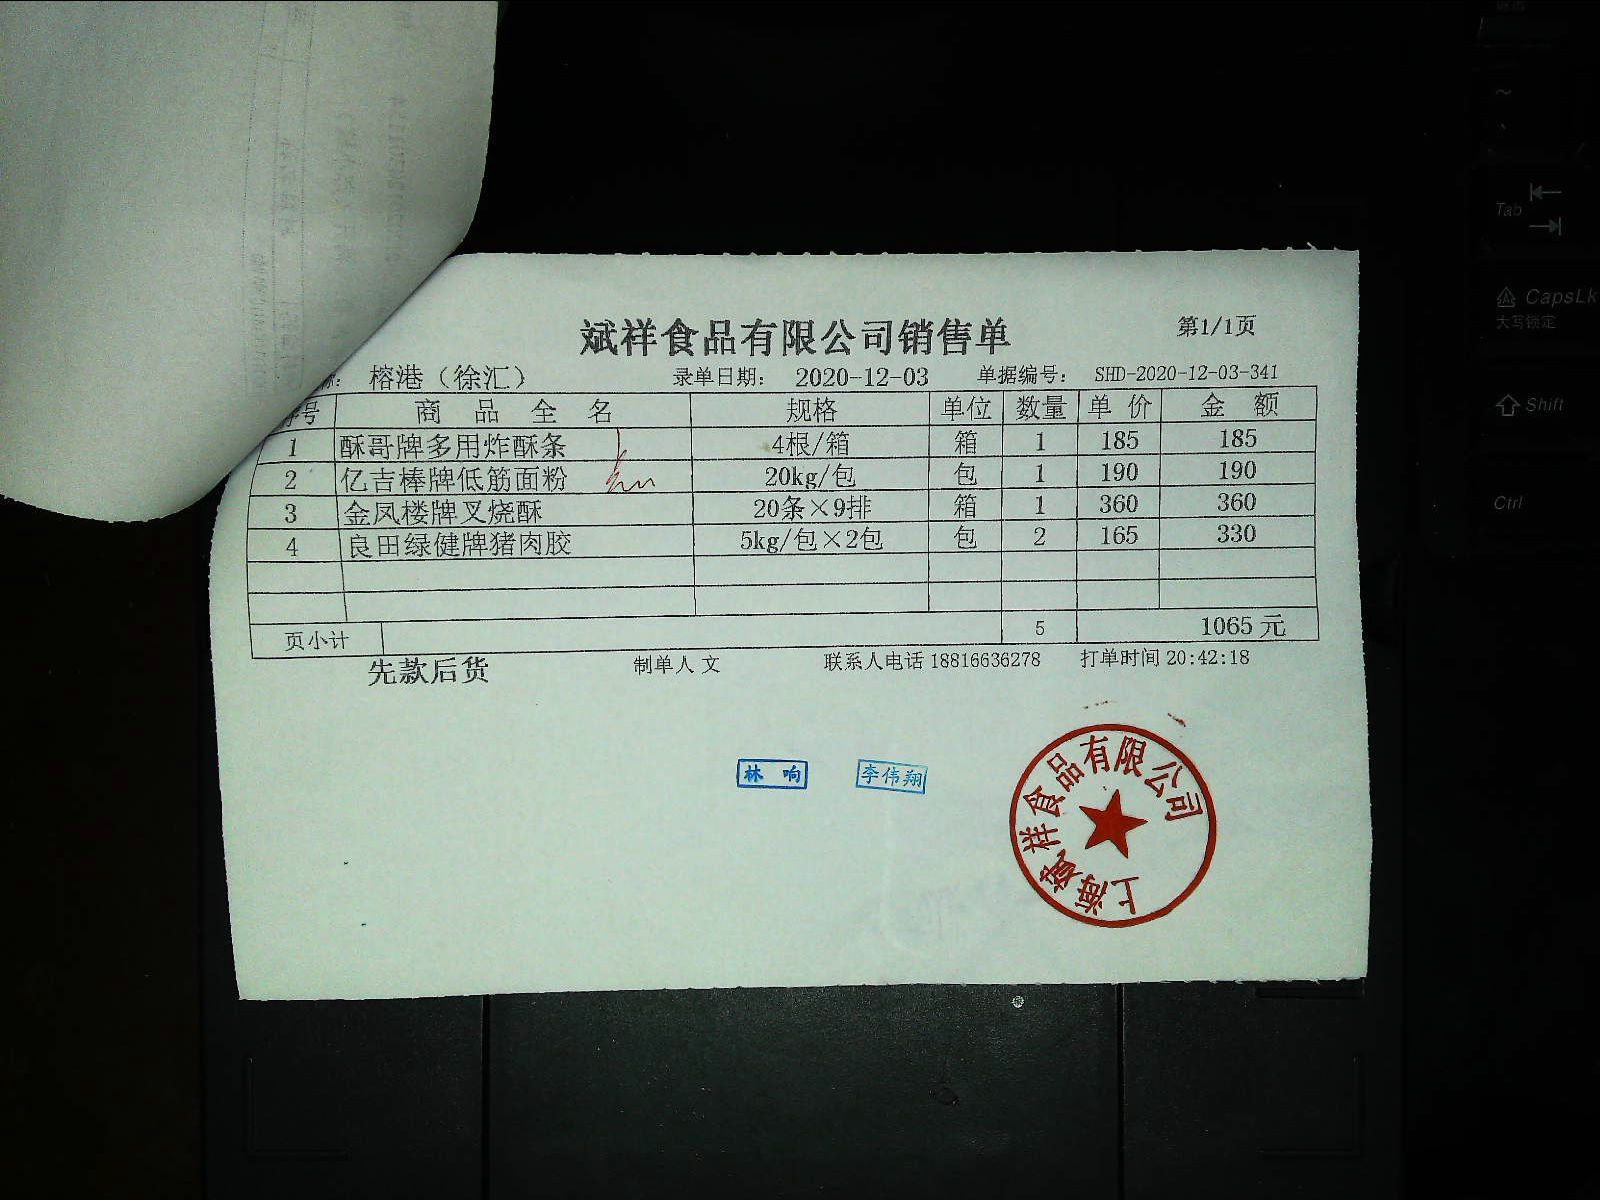 斌祥食品有限公司销售单
第1/1页
榕港（徐汇） 录单日期： 2020-12-03 单据编号： SHD-2020-12-03-341
号 商品全名 规格 单位 数量 单价 金额
1 酥哥牌多用炸酥条 4根/箱 箱 1 185 185
2 亿吉棒牌低筋面粉 20kg/包 包 1 190 190
3 金凤楼牌叉烧酥 20条×9排 箱 1 360 360
4 良田绿健牌猪肉胶 5kg/包×2包 包 2 165 330
页小计 5 1065 元
先款后货 制单人 文 联系人电话 18816636278 打单时间 20:42:18
林响 李伟翔
上海斌祥食品有限公司
Tab
CapsLk
大写锁定
Shift
Ctrl